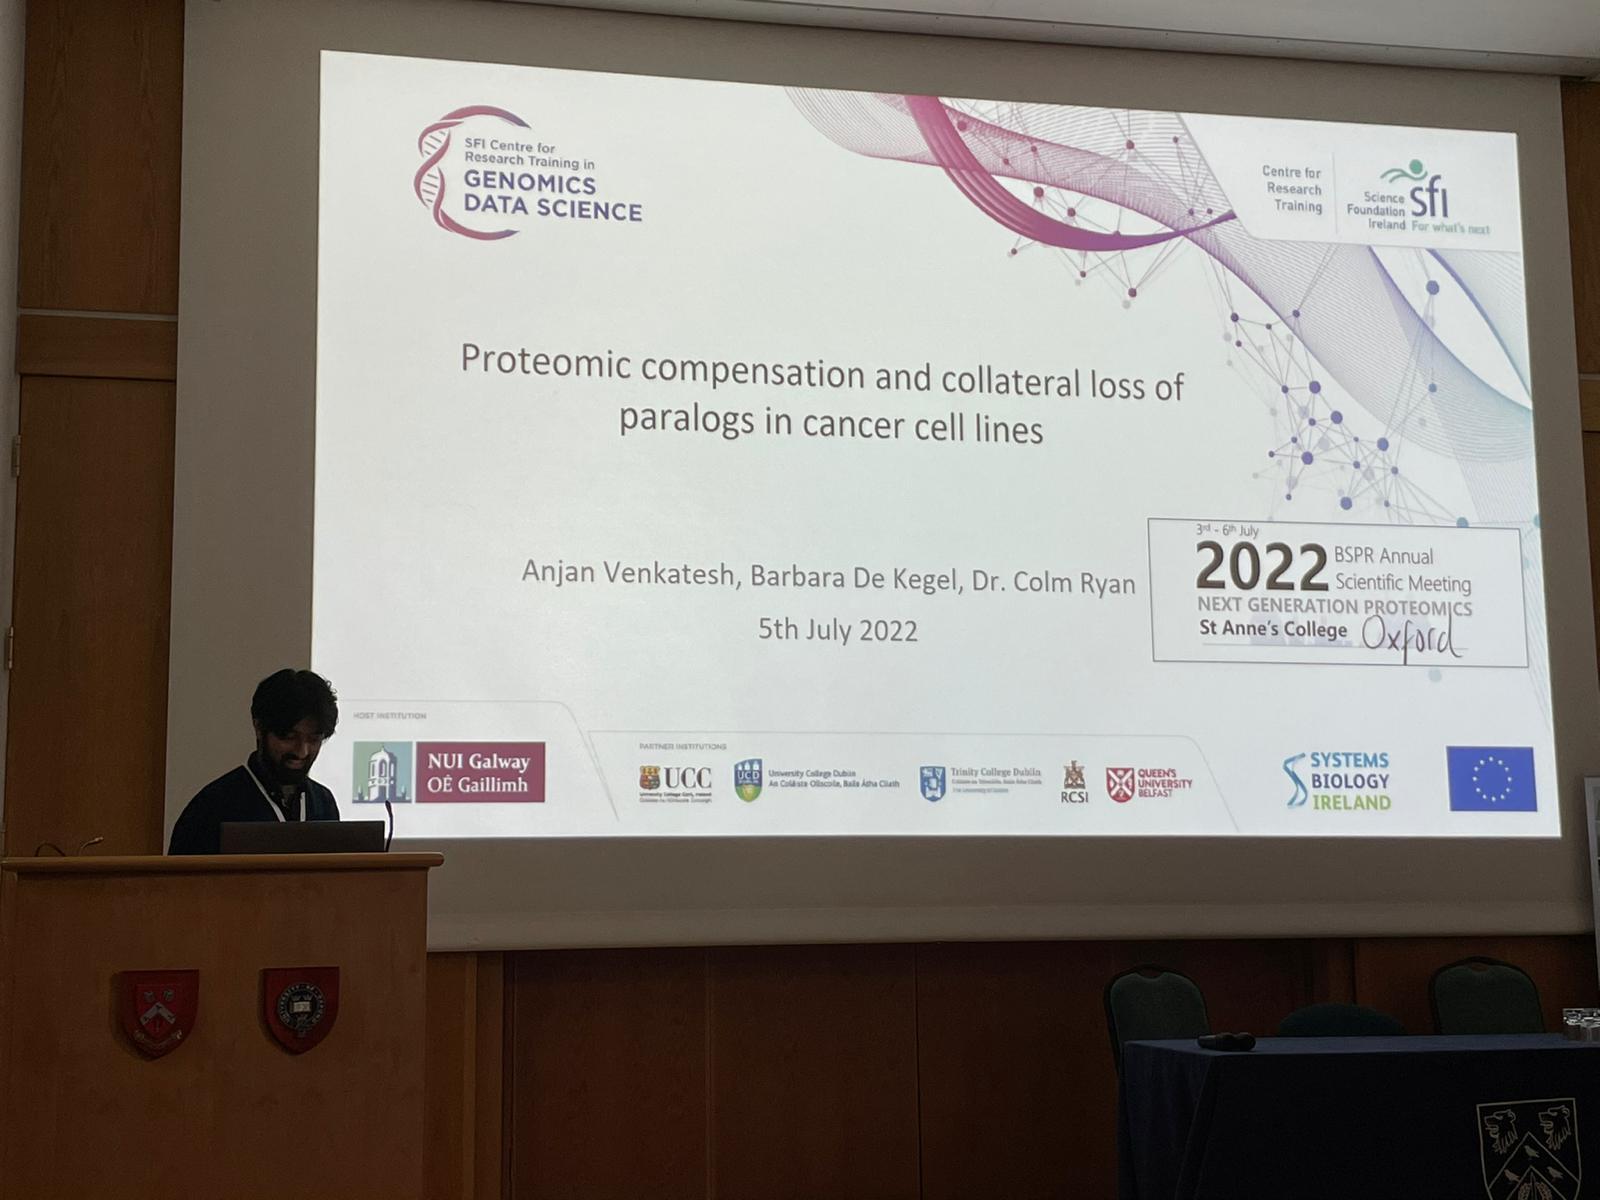 SFI Centre for
Research Training in
GENOMICS
DATA SCIENCE
Centre for
Research
Training
Science
Foundation
Ireland
sfi
For what's next
Proteomic compensation and collateral loss of
paralogs in cancer cell lines
Anjan Venkatesh, Barbara De Kegel, Dr. Colm Ryan
5th July 2022
3rd - 6th July
2022 BSPR Annual
Scientific Meeting
NEXT GENERATION PROTEOMICS
St Anne's College Oxford
HOST INSTITUTION
NUI Galway
OÉ Gaillimh
PARTNER INSTITUTIONS
UCC
UCD
University College Dublin
An Coláiste Ollscoile, Baile Átha Cliath
Trinity College Dublin
RCSI
QUEEN'S
UNIVERSITY
BELFAST
SYSTEMS
BIOLOGY
IRELAND